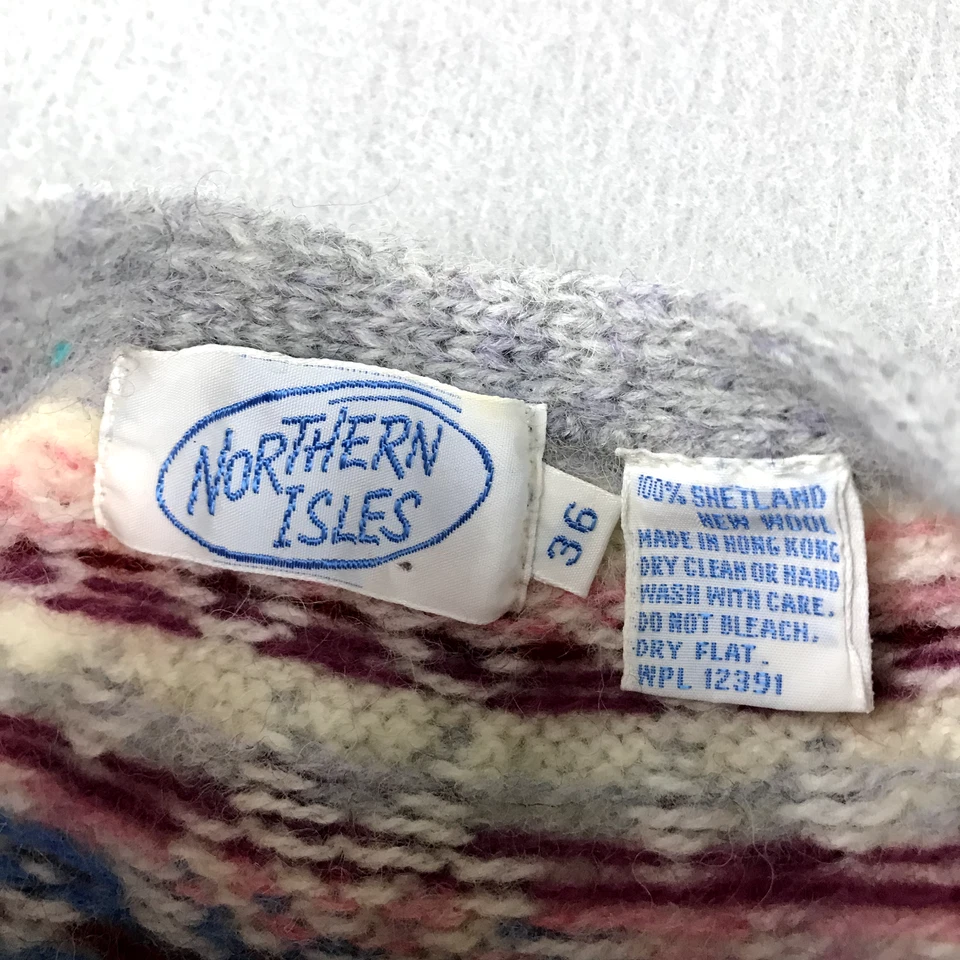 NORTHERN
ISLES
36
100% SHETLAND
NEW WOOL
MADE IN HONG KONG
DRY CLEAN OR HAND
WASH WITH CARE.
DO NOT BLEACH.
DRY FLAT.
WPL 12391